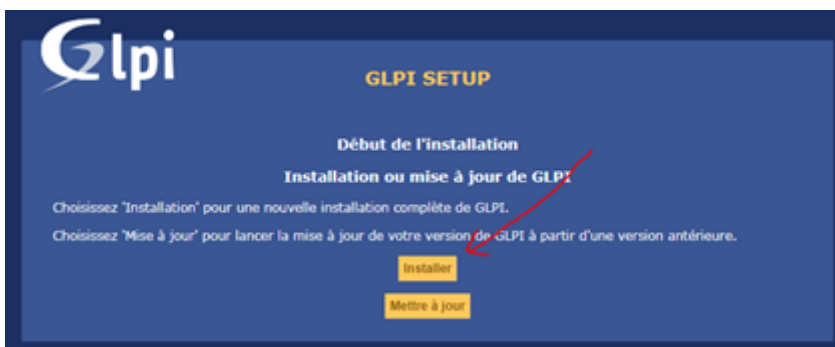 Glpi
GLPI SETUP
Début de l'installation
Installation ou mise à jour de GLPI
Choisissez 'Installation' pour une nouvelle installation complète de GLPI.
Choisissez 'Mise à jour' pour lancer la mise à jour de votre version de GLPI à partir d'une version antérieure.
Installer
Mettre à jour